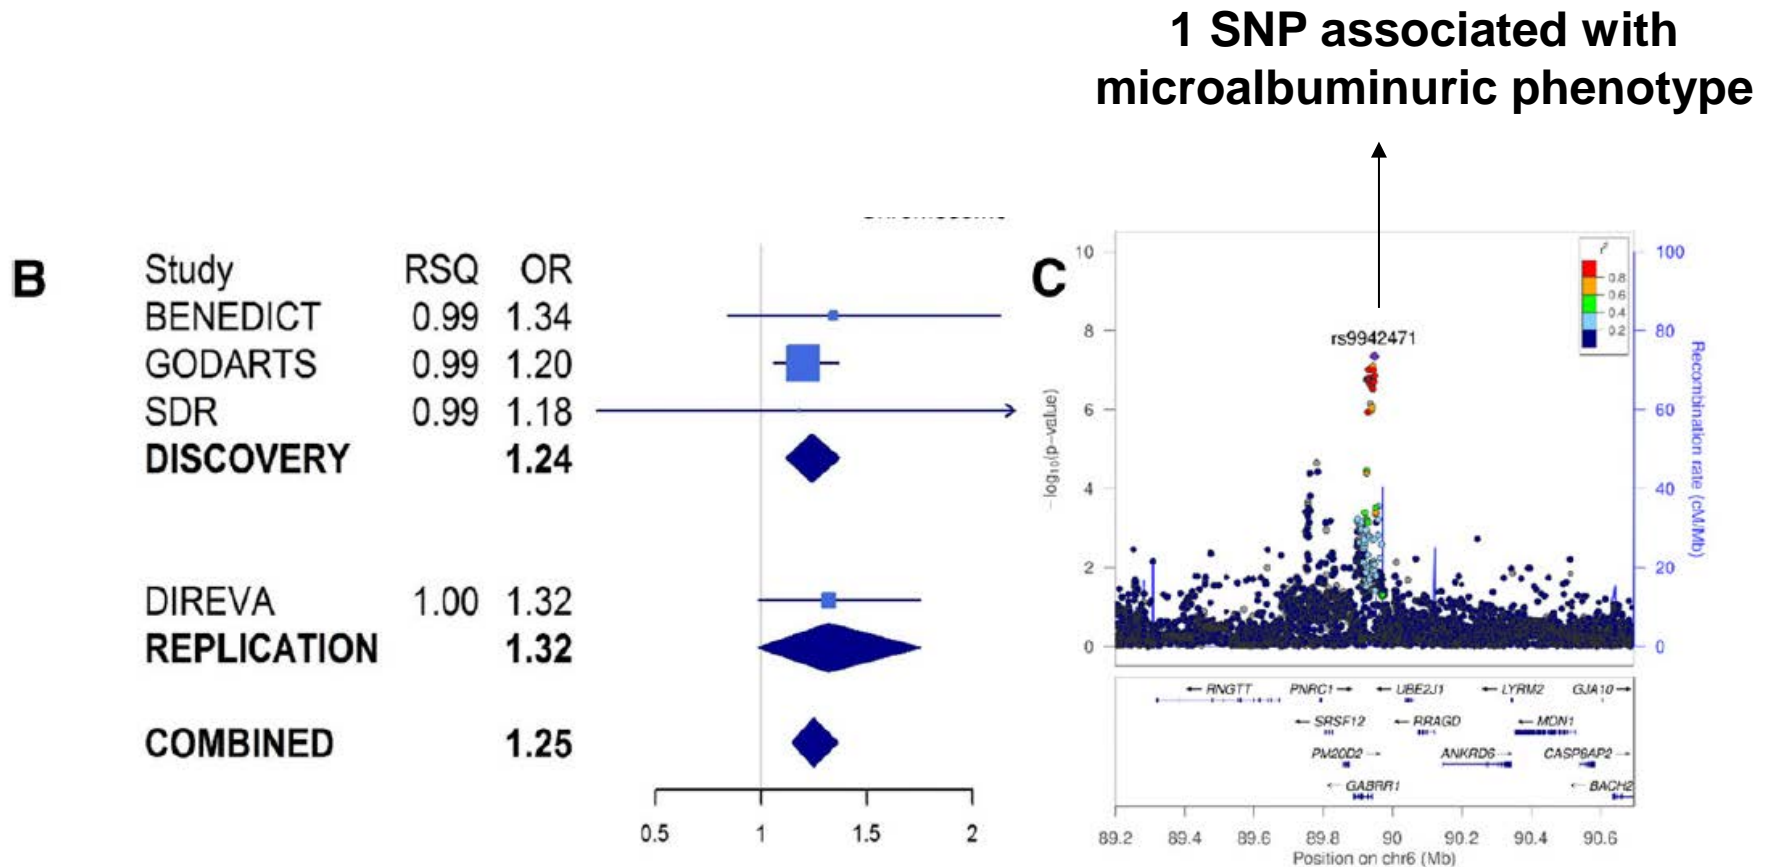 1 SNP associated with
microalbuminuric phenotype
B
Study RSQ OR
BENEDICT 0.99 1.34
GODARTS 0.99 1.20
SDR 0.99 1.18
DISCOVERY 1.24
DIREVA 1.00 1.32
REPLICATION 1.32
COMBINED 1.25
0.5 1 1.5 2
C
10
8
6
4
2
0
-log10(p-value)
rs9942471
r²
0.8
0.6
0.4
0.2
100
80
60
40
20
0
Recombination rate (cM/Mb)
← RNGTT PNRC1 → ← UBE2J1 ← LYRM2 GJA10 →
← SRSF12 ← RRAGD ← MDN1
PM20D2 → ANKRD6 → CASP8AP2 →
← GABRR1 ← BACH2
89.2 89.4 89.6 89.8 90 90.2 90.4 90.6
Position on chr6 (Mb)